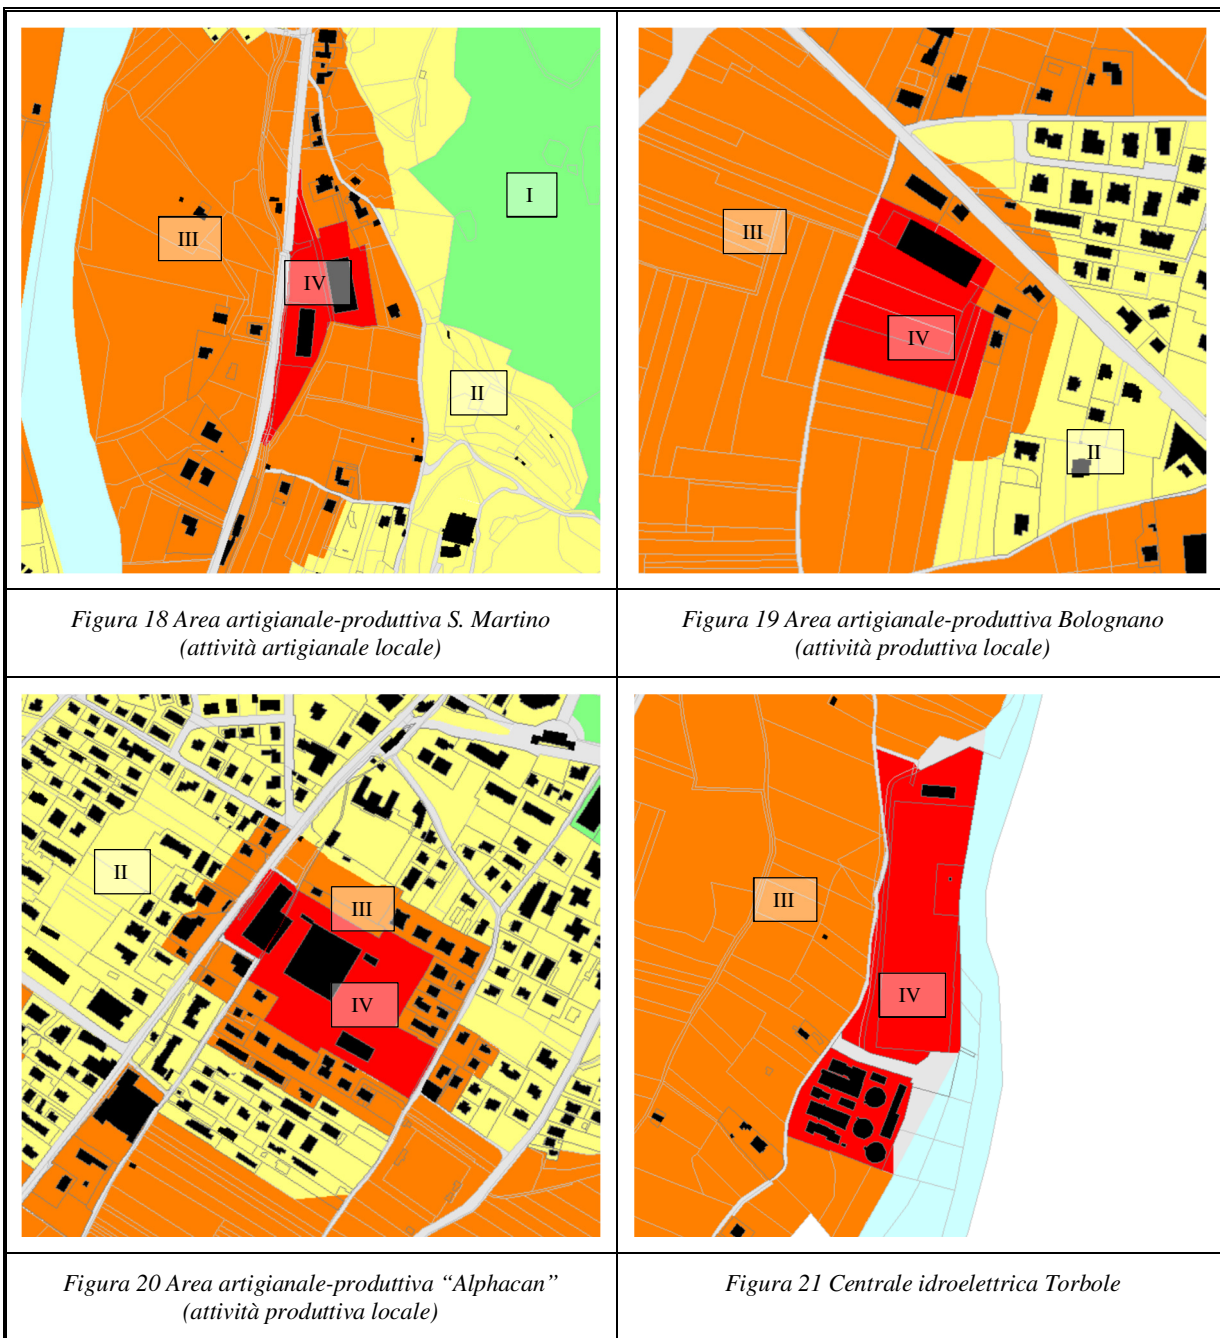 I
III
IV
II
III
IV
II
Figura 18 Area artigianale-produttiva S. Martino
(attività artigianale locale)
Figura 19 Area artigianale-produttiva Bolognano
(attività produttiva locale)
II
III
IV
III
IV
Figura 20 Area artigianale-produttiva “Alphacan”
(attività produttiva locale)
Figura 21 Centrale idroelettrica Torbole